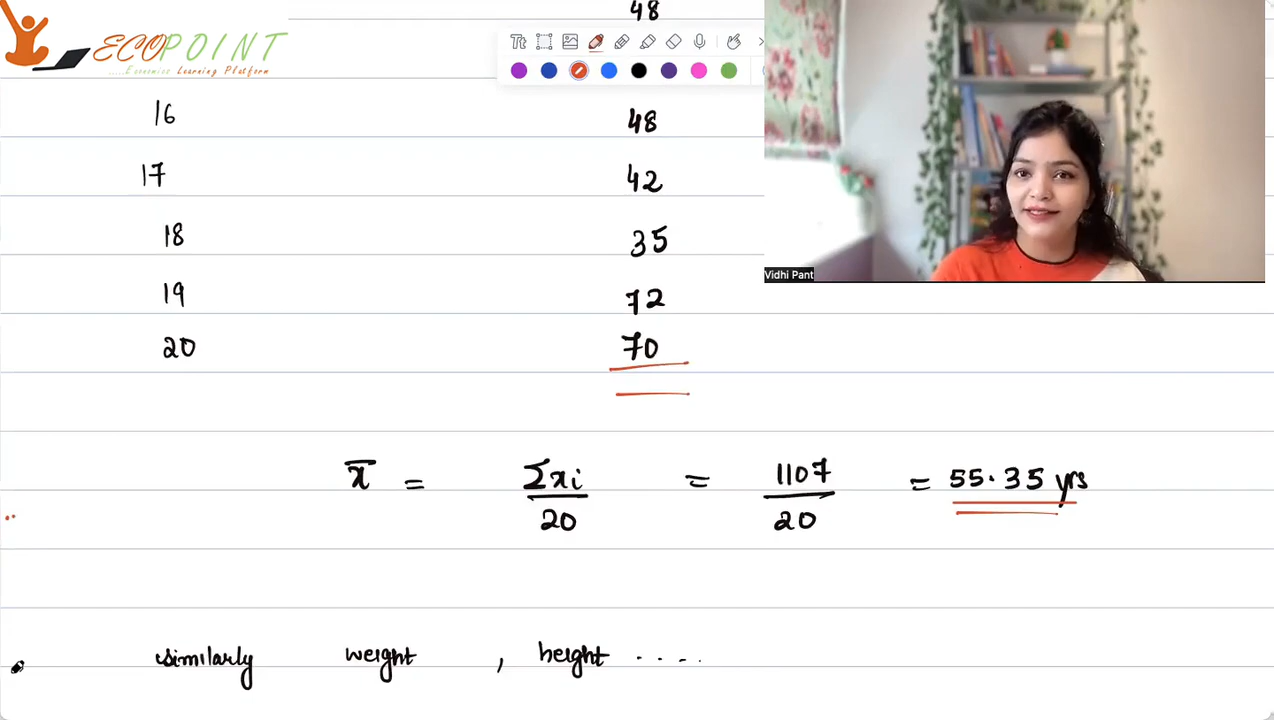 48
ECOPOINT
.....Economics Learning Platform
Tt
16 48
17 42
18 35
19 72
20 70
Vidhi Pant
x̄ = Σxi/20 = 1107/20 = 55.35 yrs
similarly weight , height .....